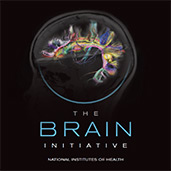 THE
BRAIN
INITIATIVE
NATIONAL INSTITUTES OF HEALTH